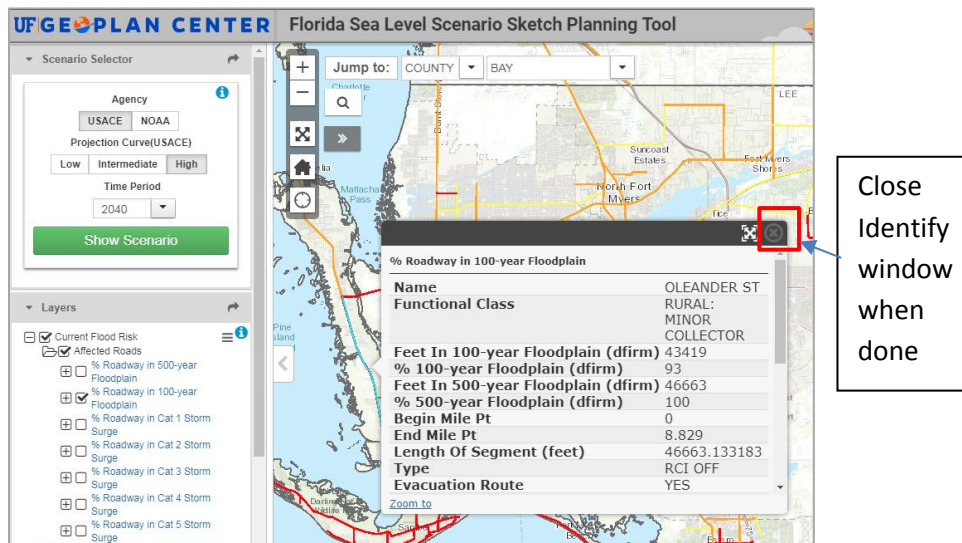 UF GEOPLAN CENTER
Florida Sea Level Scenario Sketch Planning Tool
Scenario Selector
Agency
USACE NOAA
Projection Curve(USACE)
Low Intermediate High
Time Period
2040
Show Scenario
Layers
Current Flood Risk
Affected Roads
% Roadway in 500-year
Floodplain
% Roadway in 100-year
Floodplain
% Roadway in Cat 1 Storm
Surge
% Roadway in Cat 2 Storm
Surge
% Roadway in Cat 3 Storm
Surge
% Roadway in Cat 4 Storm
Surge
% Roadway in Cat 5 Storm
Surge
Jump to: COUNTY BAY
Charlotte
LEE
Suncoast
Estates
Fort Myers
Shores
North Fort
Myers
Matlacha
Pass
Pine
Island
% Roadway in 100-year Floodplain
Name OLEANDER ST
Functional Class RURAL:
MINOR
COLLECTOR
Feet In 100-year Floodplain (dfirm) 43419
% 100-year Floodplain (dfirm) 93
Feet In 500-year Floodplain (dfirm) 46663
% 500-year Floodplain (dfirm) 100
Begin Mile Pt 0
End Mile Pt 8.829
Length Of Segment (feet) 46663.133183
Type RCI OFF
Evacuation Route YES
Zoom to
Close
Identify
window
when
done